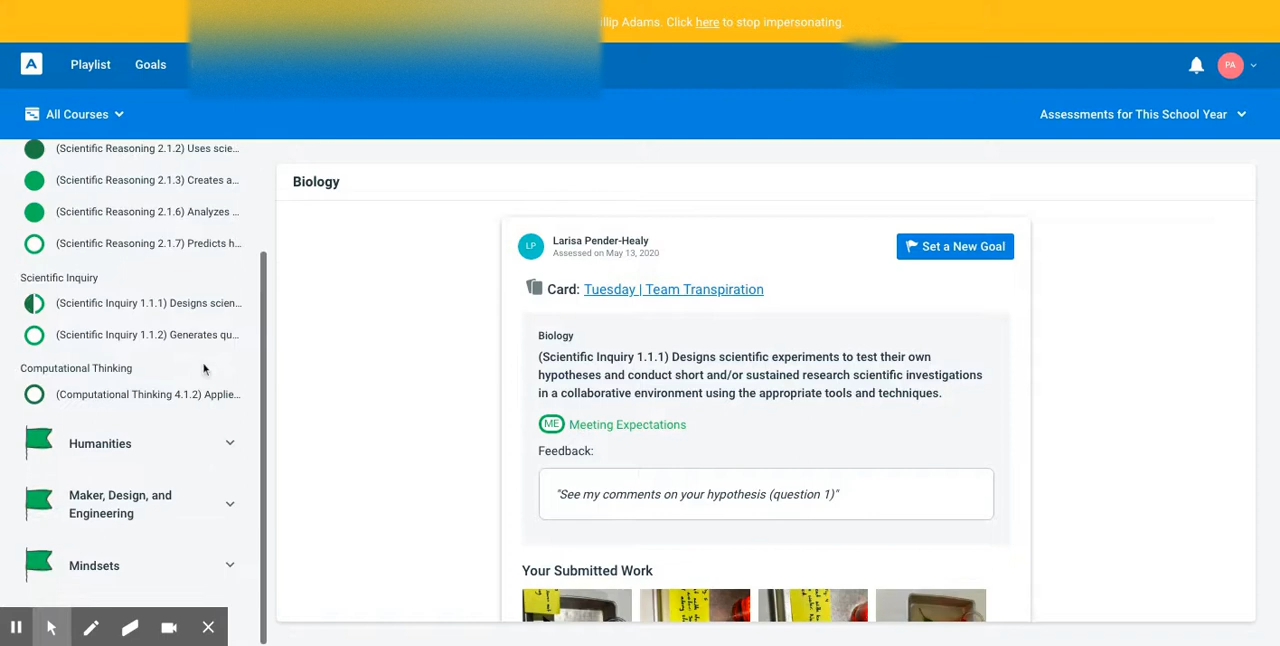 llip Adams. Click here to stop impersonating.
A
Playlist
Goals
PA
All Courses
Assessments for This School Year
(Scientific Reasoning 2.1.2) Uses scie...
(Scientific Reasoning 2.1.3) Creates a...
(Scientific Reasoning 2.1.6) Analyzes ...
(Scientific Reasoning 2.1.7) Predicts h...
Scientific Inquiry
(Scientific Inquiry 1.1.1) Designs scien...
(Scientific Inquiry 1.1.2) Generates qu...
Computational Thinking
(Computational Thinking 4.1.2) Applie...
Humanities
Maker, Design, and
Engineering
Mindsets
Biology
LP
Larisa Pender-Healy
Assessed on May 13, 2020
Set a New Goal
Card: Tuesday | Team Transpiration
Biology
(Scientific Inquiry 1.1.1) Designs scientific experiments to test their own
hypotheses and conduct short and/or sustained research scientific investigations
in a collaborative environment using the appropriate tools and techniques.
ME Meeting Expectations
Feedback:
"See my comments on your hypothesis (question 1)"
Your Submitted Work